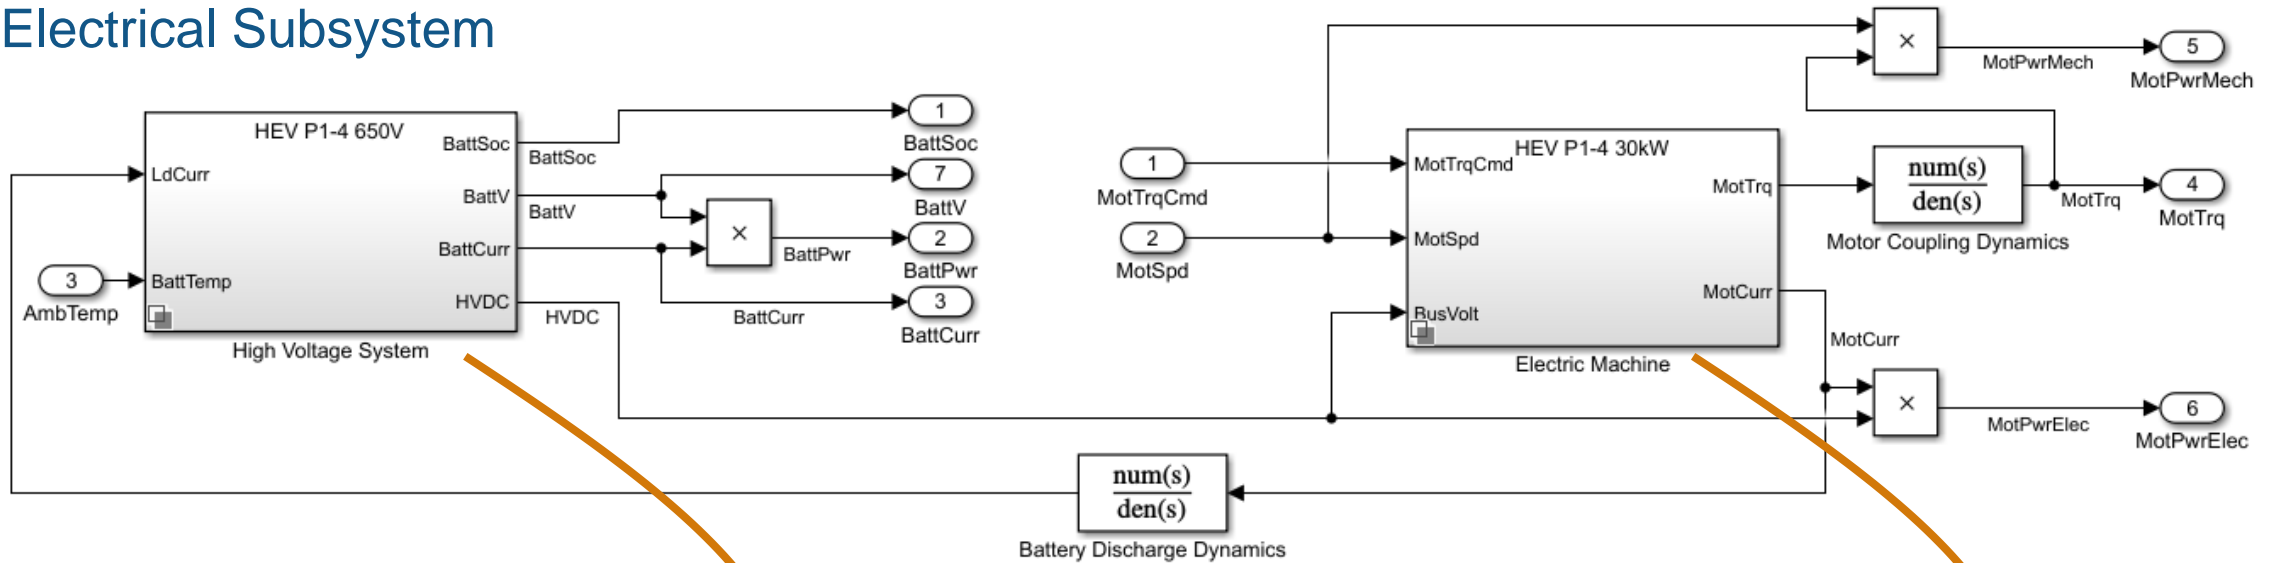 Electrical Subsystem
HEV P1-4 650V
LdCurr
BattTemp
BattSoc
BattV
BattCurr
HVDC
High Voltage System
3
AmbTemp
BattSoc
BattV
HVDC
BattCurr
×
BattPwr
1
BattSoc
7
BattV
2
BattPwr
3
BattCurr
1
MotTrqCmd
2
MotSpd
HEV P1-4 30kW
MotTrqCmd
MotSpd
BusVolt
MotTrq
MotCurr
Electric Machine
×
MotPwrMech
5
MotPwrMech
num(s)
den(s)
Motor Coupling Dynamics
MotTrq
4
MotTrq
MotCurr
×
MotPwrElec
6
MotPwrElec
num(s)
den(s)
Battery Discharge Dynamics